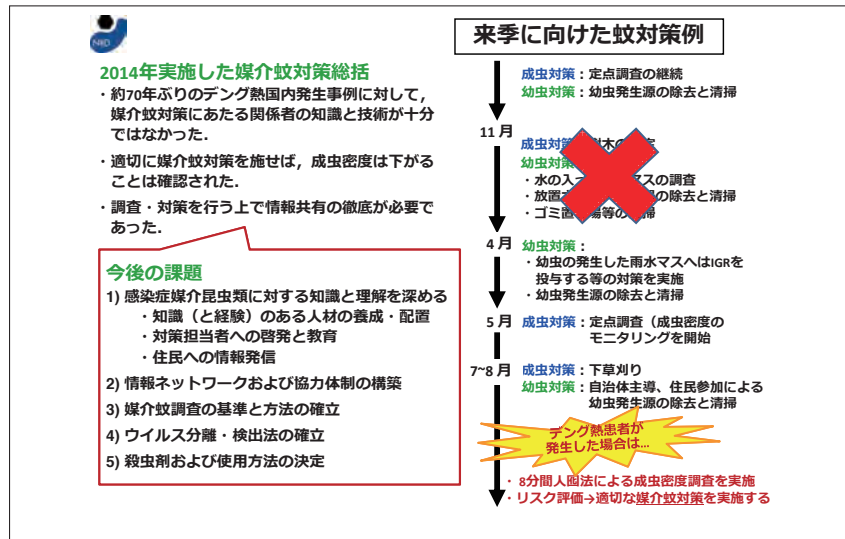 NIID
2014年実施した媒介蚊対策総括
・約70年ぶりのデング熱国内発生事例に対して，
媒介蚊対策にあたる関係者の知識と技術が十分
ではなかった．
・適切に媒介蚊対策を施せば，成虫密度は下がる
ことは確認された．
・調査・対策を行う上で情報共有の徹底が必要で
あった．
今後の課題
1) 感染症媒介昆虫類に対する知識と理解を深める
・知識（と経験）のある人材の養成・配置
・対策担当者への啓発と教育
・住民への情報発信
2) 情報ネットワークおよび協力体制の構築
3) 媒介蚊調査の基準と方法の確立
4) ウイルス分離・検出法の確立
5) 殺虫剤および使用方法の決定
来季に向けた蚊対策例
成虫対策：定点調査の継続
幼虫対策：幼虫発生源の除去と清掃
11月
成虫対策
幼虫対策
・水の入っ マスの調査
・放置 の除去と清掃
・ゴミ置 場等の 掃
4月 幼虫対策：
・幼虫の発生した雨水マスへはIGRを
投与する等の対策を実施
・幼虫発生源の除去と清掃
5月 成虫対策：定点調査（成虫密度の
モニタリングを開始
7~8月 成虫対策：下草刈り
幼虫対策：自治体主導、住民参加による
幼虫発生源の除去と清掃
デング熱患者が
発生した場合は…
・8分間人囮法による成虫密度調査を実施
・リスク評価→適切な媒介蚊対策を実施する